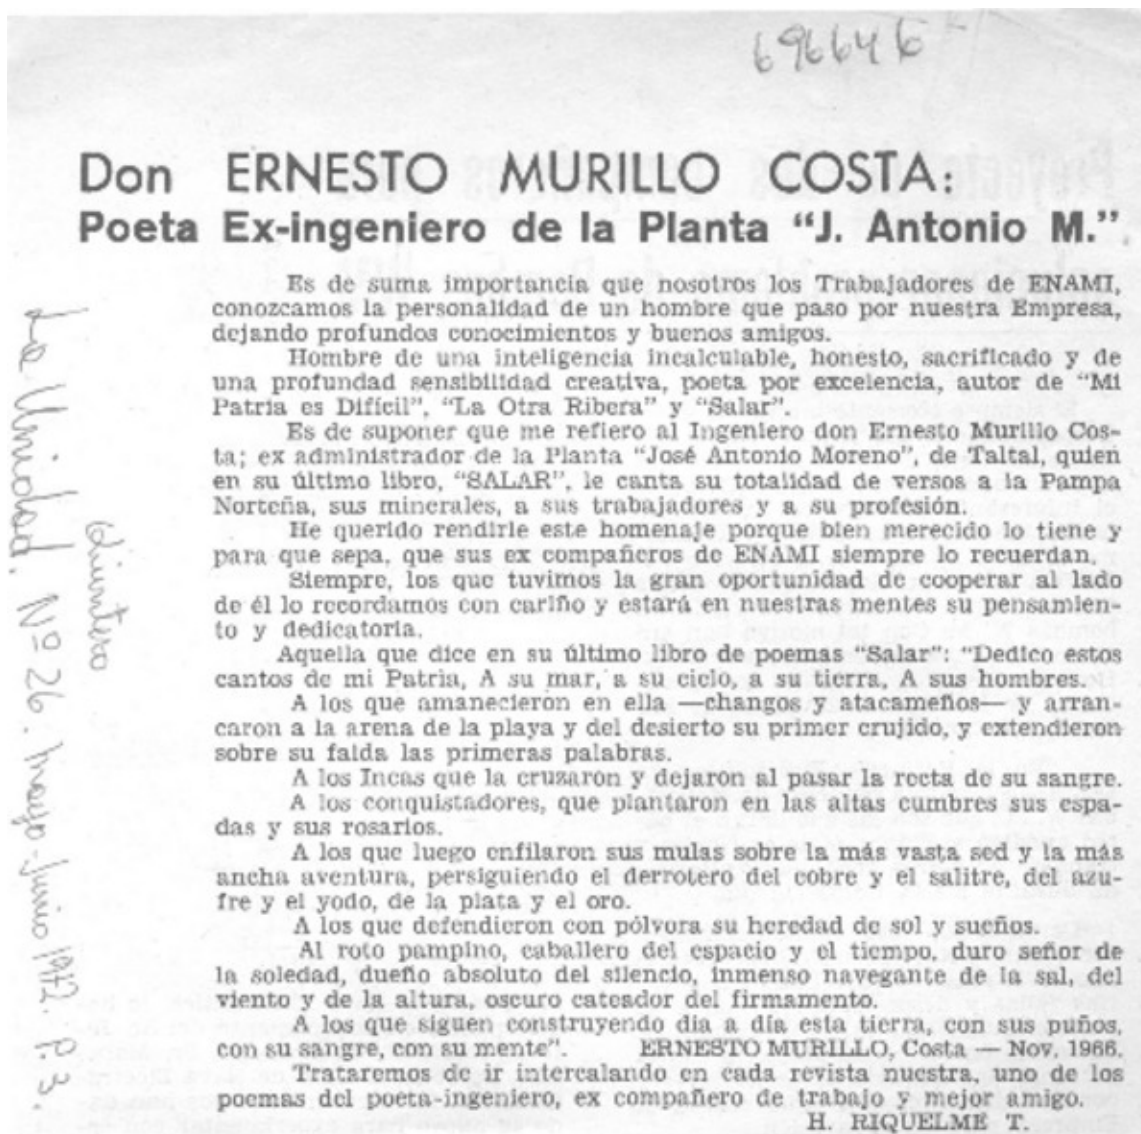 696646
Don ERNESTO MURILLO COSTA:
Poeta Ex-ingeniero de la Planta “J. Antonio M.”.
Es de suma importancia que nosotros los Trabajadores de ENAMI,
conozcamos la personalidad de un hombre que paso por nuestra Empresa,
dejando profundos conocimientos y buenos amigos.
Hombre de una inteligencia incalculable, honesto, sacrificado y de
una profundad sensibilidad creativa, poeta por excelencia, autor de “Mi
Patria es Difícil”, “La Otra Ribera” y “Salar”.
Es de suponer que me refiero al Ingeniero don Ernesto Murillo Cos-
ta; ex administrador de la Planta “José Antonio Moreno”, de Taltal, quien
en su último libro, “SALAR”, le canta su totalidad de versos a la Pampa
Norteña, sus minerales, a sus trabajadores y a su profesión.
He querido rendirle este homenaje porque bien merecido lo tiene y
para que sepa, que sus ex compañeros de ENAMI siempre lo recuerdan.
Siempre, los que tuvimos la gran oportunidad de cooperar al lado
de él lo recordamos con cariño y estará en nuestras mentes su pensamien-
to y dedicatoria.
Aquella que dice en su último libro de poemas “Salar”: “Dedico estos
cantos de mi Patria, A su mar, a su cielo, a su tierra, A sus hombres.
A los que amanecieron en ella —changos y atacameños— y arran-
caron a la arena de la playa y del desierto su primer crujido, y extendieron
sobre su falda las primeras palabras.
A los Incas que la cruzaron y dejaron al pasar la recta de su sangre.
A los conquistadores, que plantaron en las altas cumbres sus espa-
das y sus rosarios.
A los que luego enfilaron sus mulas sobre la más vasta sed y la más
ancha aventura, persiguiendo el derrotero del cobre y el salitre, del azu-
fre y el yodo, de la plata y el oro.
A los que defendieron con pólvora su heredad de sol y sueños.
Al roto pampino, caballero del espacio y el tiempo, duro señor de
la soledad, dueño absoluto del silencio, inmenso navegante de la sal, del
viento y de la altura, oscuro cateador del firmamento.
A los que siguen construyendo día a día esta tierra, con sus puños,
con su sangre, con su mente”. ERNESTO MURILLO, Costa — Nov. 1966.
Trataremos de ir intercalando en cada revista nuestra, uno de los
poemas del poeta-ingeniero, ex compañero de trabajo y mejor amigo.
H. RIQUELME T.
La Unidad. Nº 26. mayo-junio 1972. p. 3.
Quintero